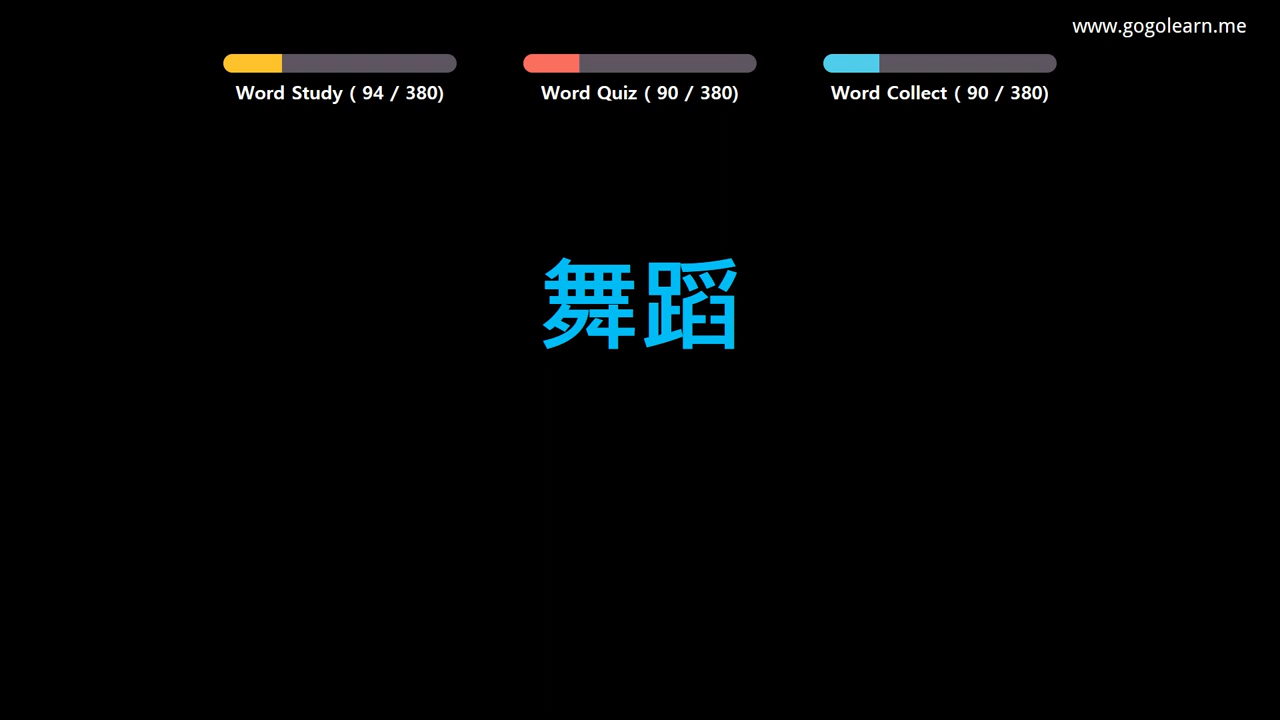 www.gogolearn.me
Word Study ( 94 / 380)
Word Quiz ( 90 / 380)
Word Collect ( 90 / 380)
舞蹈